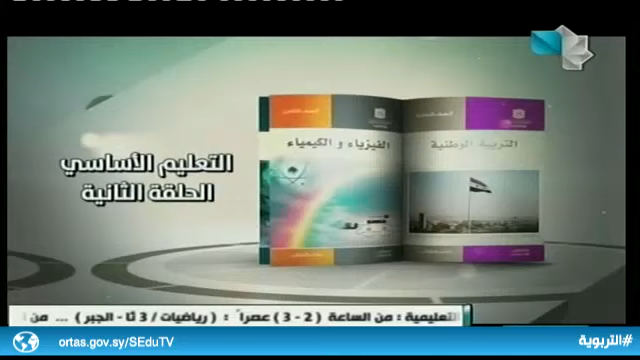 التعليم الأساسي
الحلقة الثانية
الفيزياء و الكيمياء
التربية الوطنية
التعليمية : من الساعة ( 2 - 3 ) عصراً : ( رياضيات / 3 ثا - الجبر ) ... من ا
ortas.gov.sy/SEduTV
#التربوية